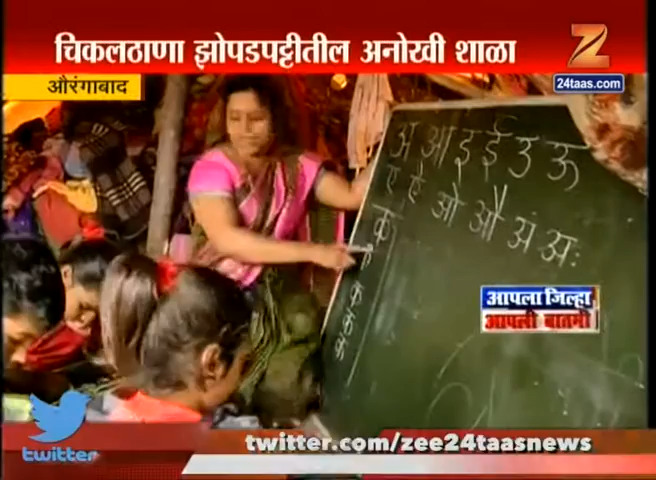 चिकलठाणा झोपडपट्टीतील अनोखी शाळा
औरंगाबाद
24TAAS.com
अ आ इ ई उ ऊ
ए ऐ ओ औ अं अः
क
आपला जिल्हा
आपली बातमी
twitter
twitter.com/zee24taasnews